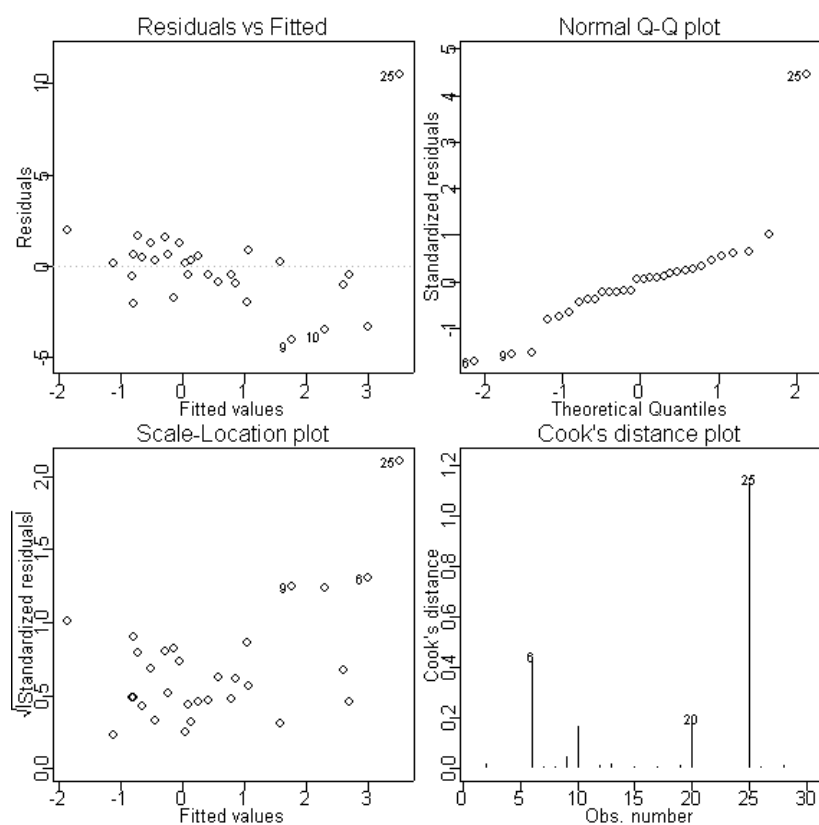 Residuals vs Fitted
Residuals
10
5
0
-5
25
9
10
-2 -1 0 1 2 3
Fitted values
Normal Q-Q plot
Standardized residuals
5
4
3
2
1
0
-1
25
6
9
-2 -1 0 1 2
Theoretical Quantiles
Scale-Location plot
√|Standardized residuals|
2.0
1.5
1.0
0.5
0.0
25
9
6
-2 -1 0 1 2 3
Fitted values
Cook's distance plot
Cook's distance
1.2
1.0
0.8
0.6
0.4
0.2
0.0
6
20
25
0 5 10 15 20 25 30
Obs. number